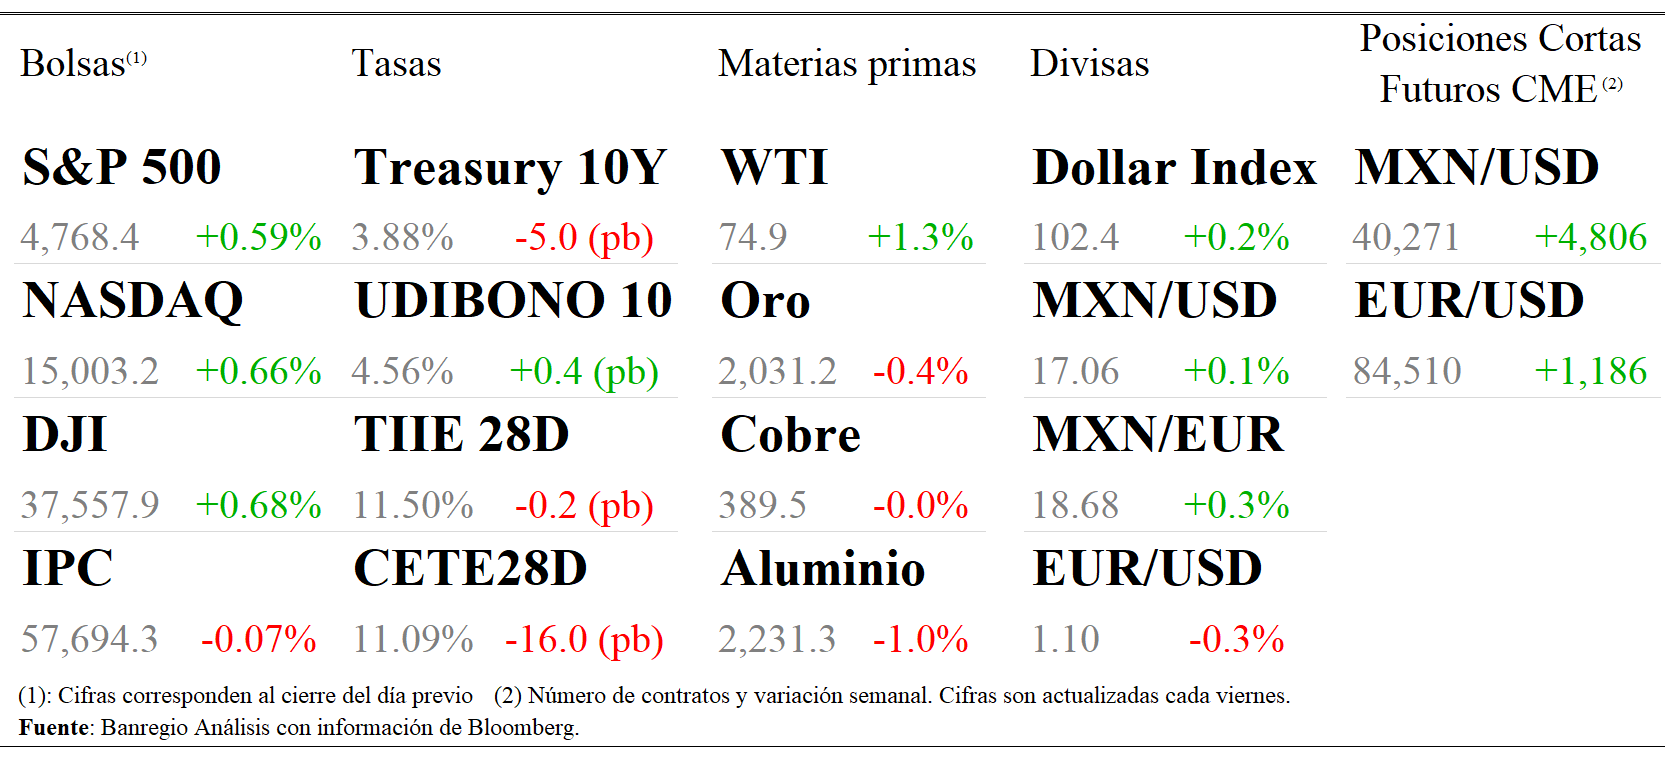 Bolsas(1) Tasas Materias primas Divisas Posiciones Cortas
Futuros CME (2)
S&P 500 Treasury 10Y WTI Dollar Index MXN/USD
4,768.4 +0.59% 3.88% -5.0 (pb) 74.9 +1.3% 102.4 +0.2% 40,271 +4,806
NASDAQ UDIBONO 10 Oro MXN/USD EUR/USD
15,003.2 +0.66% 4.56% +0.4 (pb) 2,031.2 -0.4% 17.06 +0.1% 84,510 +1,186
DJI TIIE 28D Cobre MXN/EUR
37,557.9 +0.68% 11.50% -0.2 (pb) 389.5 -0.0% 18.68 +0.3%
IPC CETE28D Aluminio EUR/USD
57,694.3 -0.07% 11.09% -16.0 (pb) 2,231.3 -1.0% 1.10 -0.3%
(1): Cifras corresponden al cierre del día previo (2) Número de contratos y variación semanal. Cifras son actualizadas cada viernes.
Fuente: Banregio Análisis con información de Bloomberg.